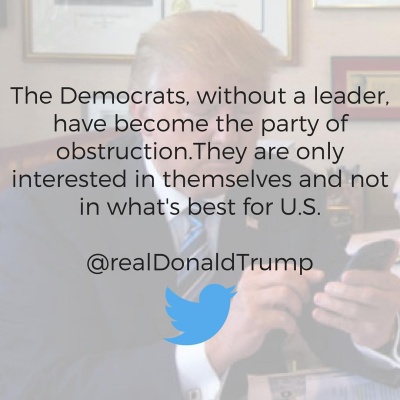 The Democrats, without a leader,
have become the party of
obstruction.They are only
interested in themselves and not
in what's best for U.S.
@realDonaldTrump